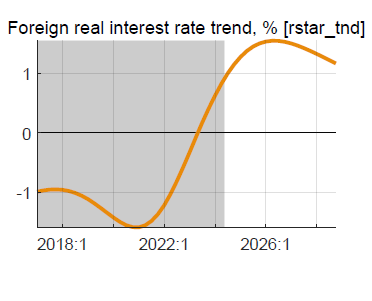 Foreign real interest rate trend, % [rstar_tnd]
1
0
-1
2018:1 2022:1 2026:1